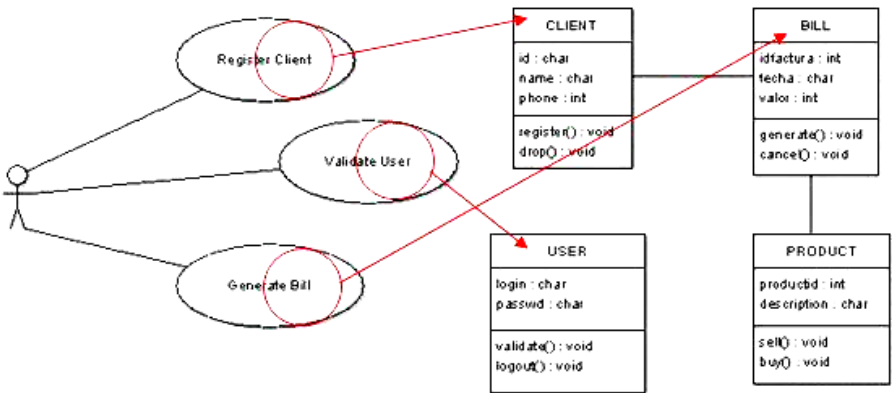 Register Client
Validate User
Generate Bill
CLIENT
id : char
name : char
phone : int
register() : void
drop() : void
BILL
idfactura : int
fecha : char
valor : int
generate() : void
cancel() : void
USER
login : char
passwd : char
validate() : void
logout() : void
PRODUCT
productid : int
description : char
sell() : void
buy() : void